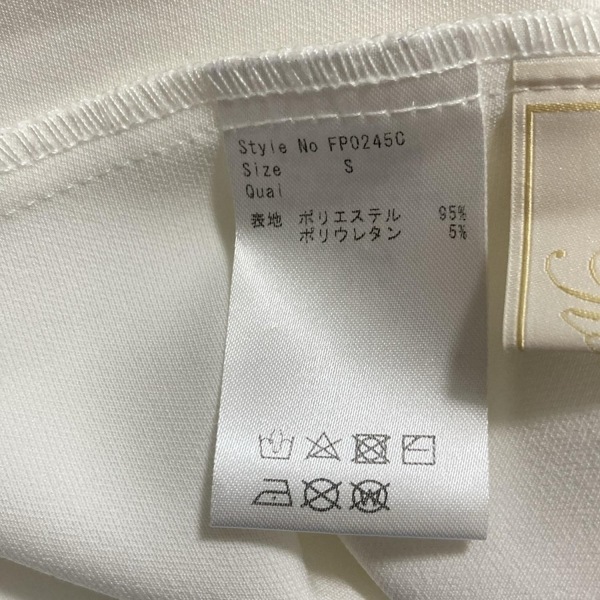 Style No FP0245C
Size S
Qual
表地 ポリエステル 95%
ポリウレタン 5%